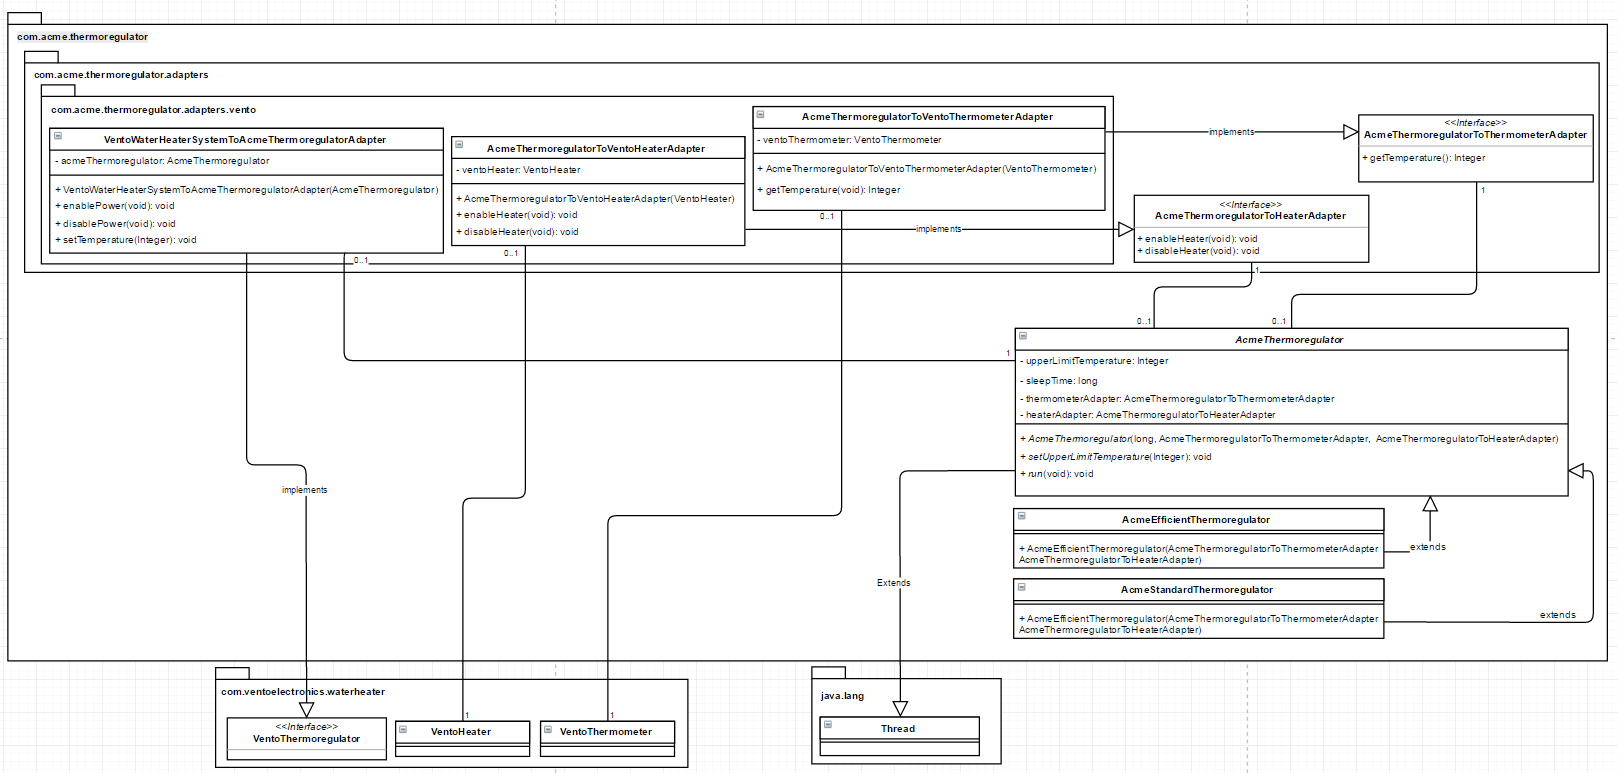 com.acme.thermoregulator
com.acme.thermoregulator.adapters
com.acme.thermoregulator.adapters.vento
VentoWaterHeaterSystemToAcmeThermoregulatorAdapter
- acmeThermoregulator: AcmeThermoregulator
+ VentoWaterHeaterSystemToAcmeThermoregulatorAdapter(AcmeThermoregulator)
+ enablePower(void): void
+ disablePower(void): void
+ setTemperature(Integer): void
0..1
AcmeThermoregulatorToVentoHeaterAdapter
- ventoHeater: VentoHeater
+ AcmeThermoregulatorToVentoHeaterAdapter(VentoHeater)
+ enableHeater(void): void
+ disableHeater(void): void
0..1
AcmeThermoregulatorToVentoThermometerAdapter
- ventoThermometer: VentoThermometer
+ AcmeThermoregulatorToVentoThermometerAdapter(VentoThermometer)
+ getTemperature(void): Integer
0..1
implements
implements
<<Interface>>
AcmeThermoregulatorToThermometerAdapter
+ getTemperature(): Integer
1
<<Interface>>
AcmeThermoregulatorToHeaterAdapter
+ enableHeater(void): void
+ disableHeater(void): void
1
0..1
0..1
1
AcmeThermoregulator
- upperLimitTemperature: Integer
- sleepTime: long
- thermometerAdapter: AcmeThermoregulatorToThermometerAdapter
- heaterAdapter: AcmeThermoregulatorToHeaterAdapter
+ AcmeThermoregulator(long, AcmeThermoregulatorToThermometerAdapter, AcmeThermoregulatorToHeaterAdapter)
+ setUpperLimitTemperature(Integer): void
+ run(void): void
implements
AcmeEfficientThermoregulator
+ AcmeEfficientThermoregulator(AcmeThermoregulatorToThermometerAdapter
AcmeThermoregulatorToHeaterAdapter)
extends
Extends
AcmeStandardThermoregulator
+ AcmeEfficientThermoregulator(AcmeThermoregulatorToThermometerAdapter
AcmeThermoregulatorToHeaterAdapter)
extends
com.ventoelectronics.waterheater
<<Interface>>
VentoThermoregulator
1
VentoHeater
1
VentoThermometer
java.lang
Thread